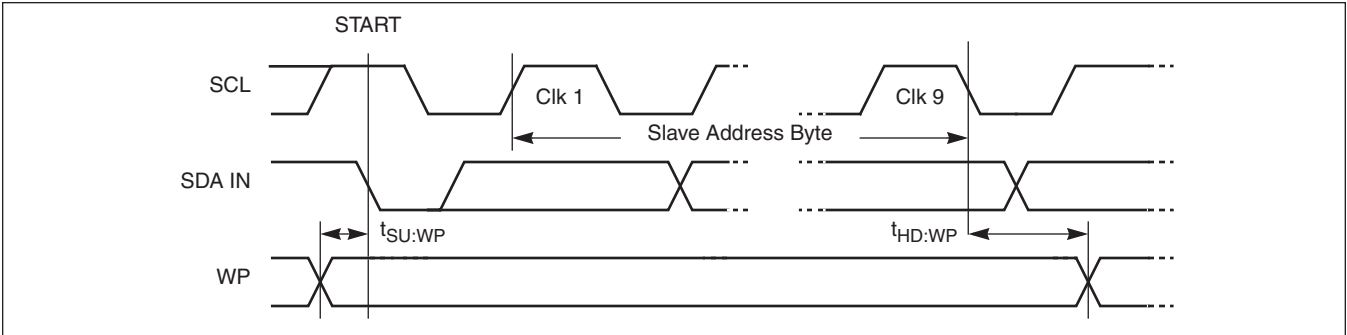 START
SCL
Clk 1
Clk 9
Slave Address Byte
SDA IN
tSU:WP
tHD:WP
WP